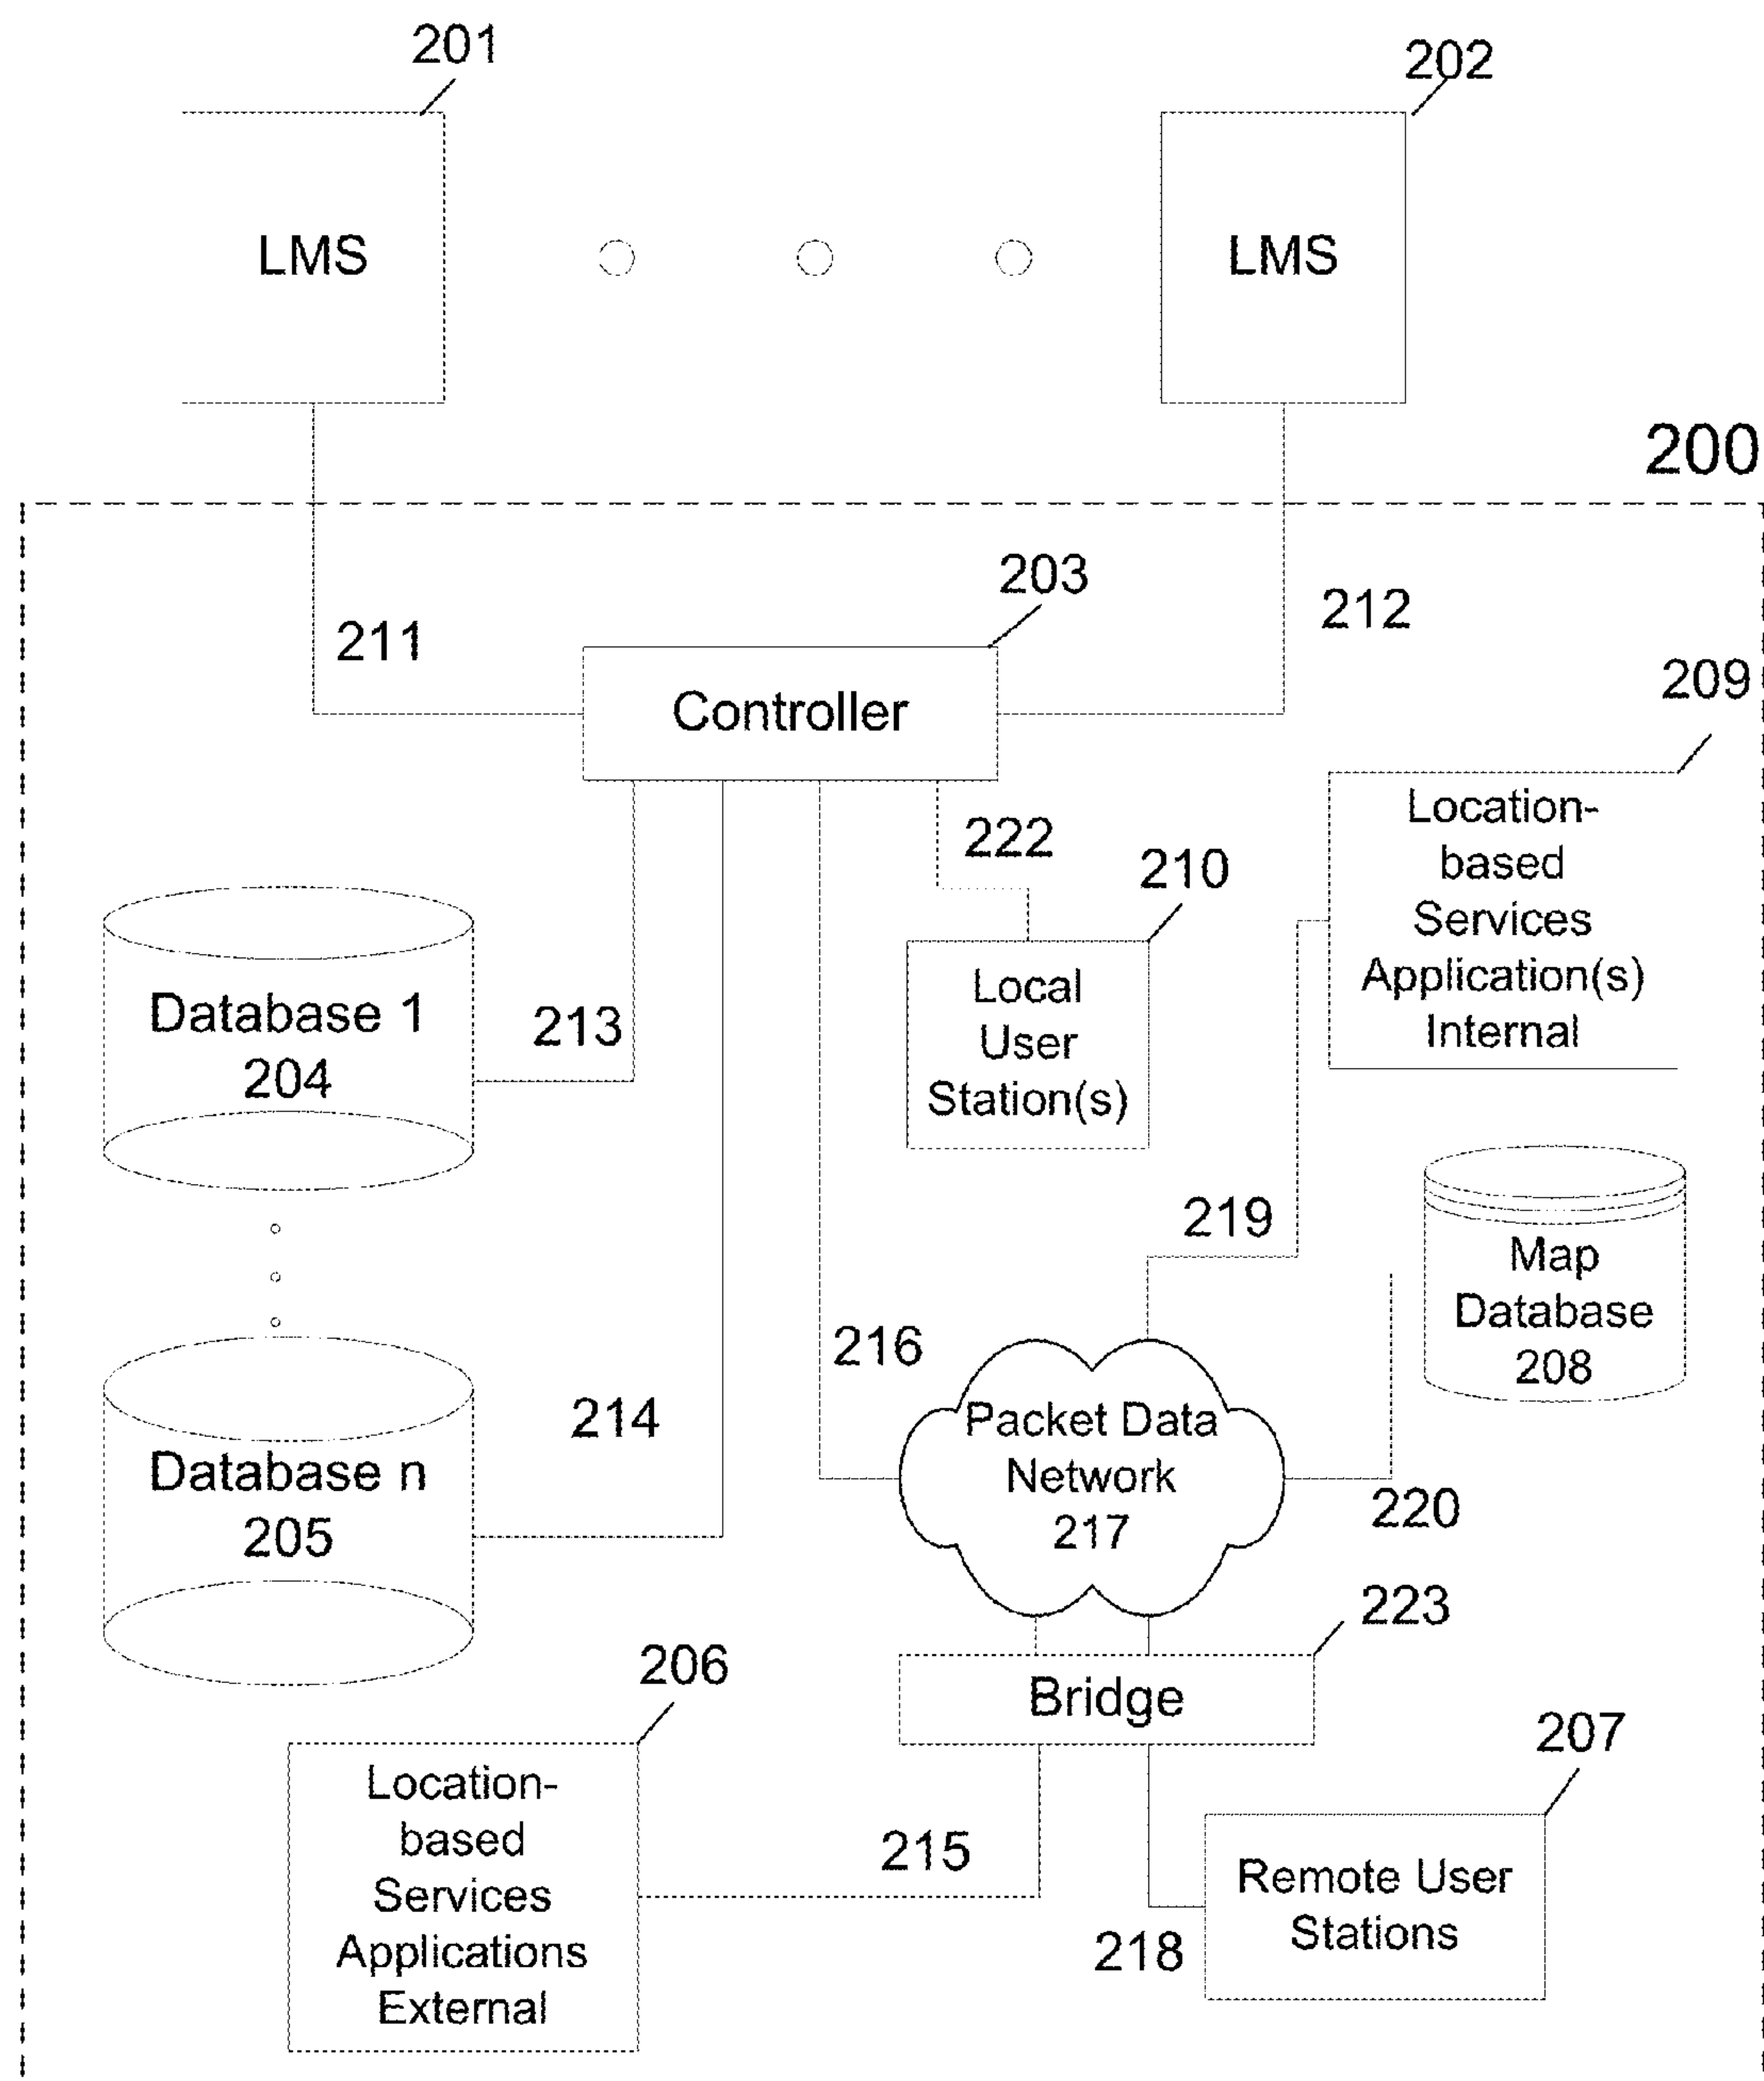 201
202
LMS
LMS
200
203
211
212
209
Controller
Location-
based
Services
Application(s)
Internal
222
210
Local
User
Station(s)
Database 1
204
213
219
Map
Database
208
216
214
Packet Data
Network
217
Database n
205
220
223
206
Bridge
207
Location-
based
Services
Applications
External
215
Remote User
Stations
218